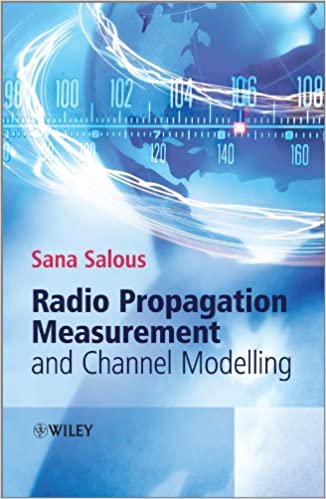 98 100 102 104 106 108
120 140 160
Sana Salous
Radio Propagation
Measurement
and Channel Modelling
WILEY